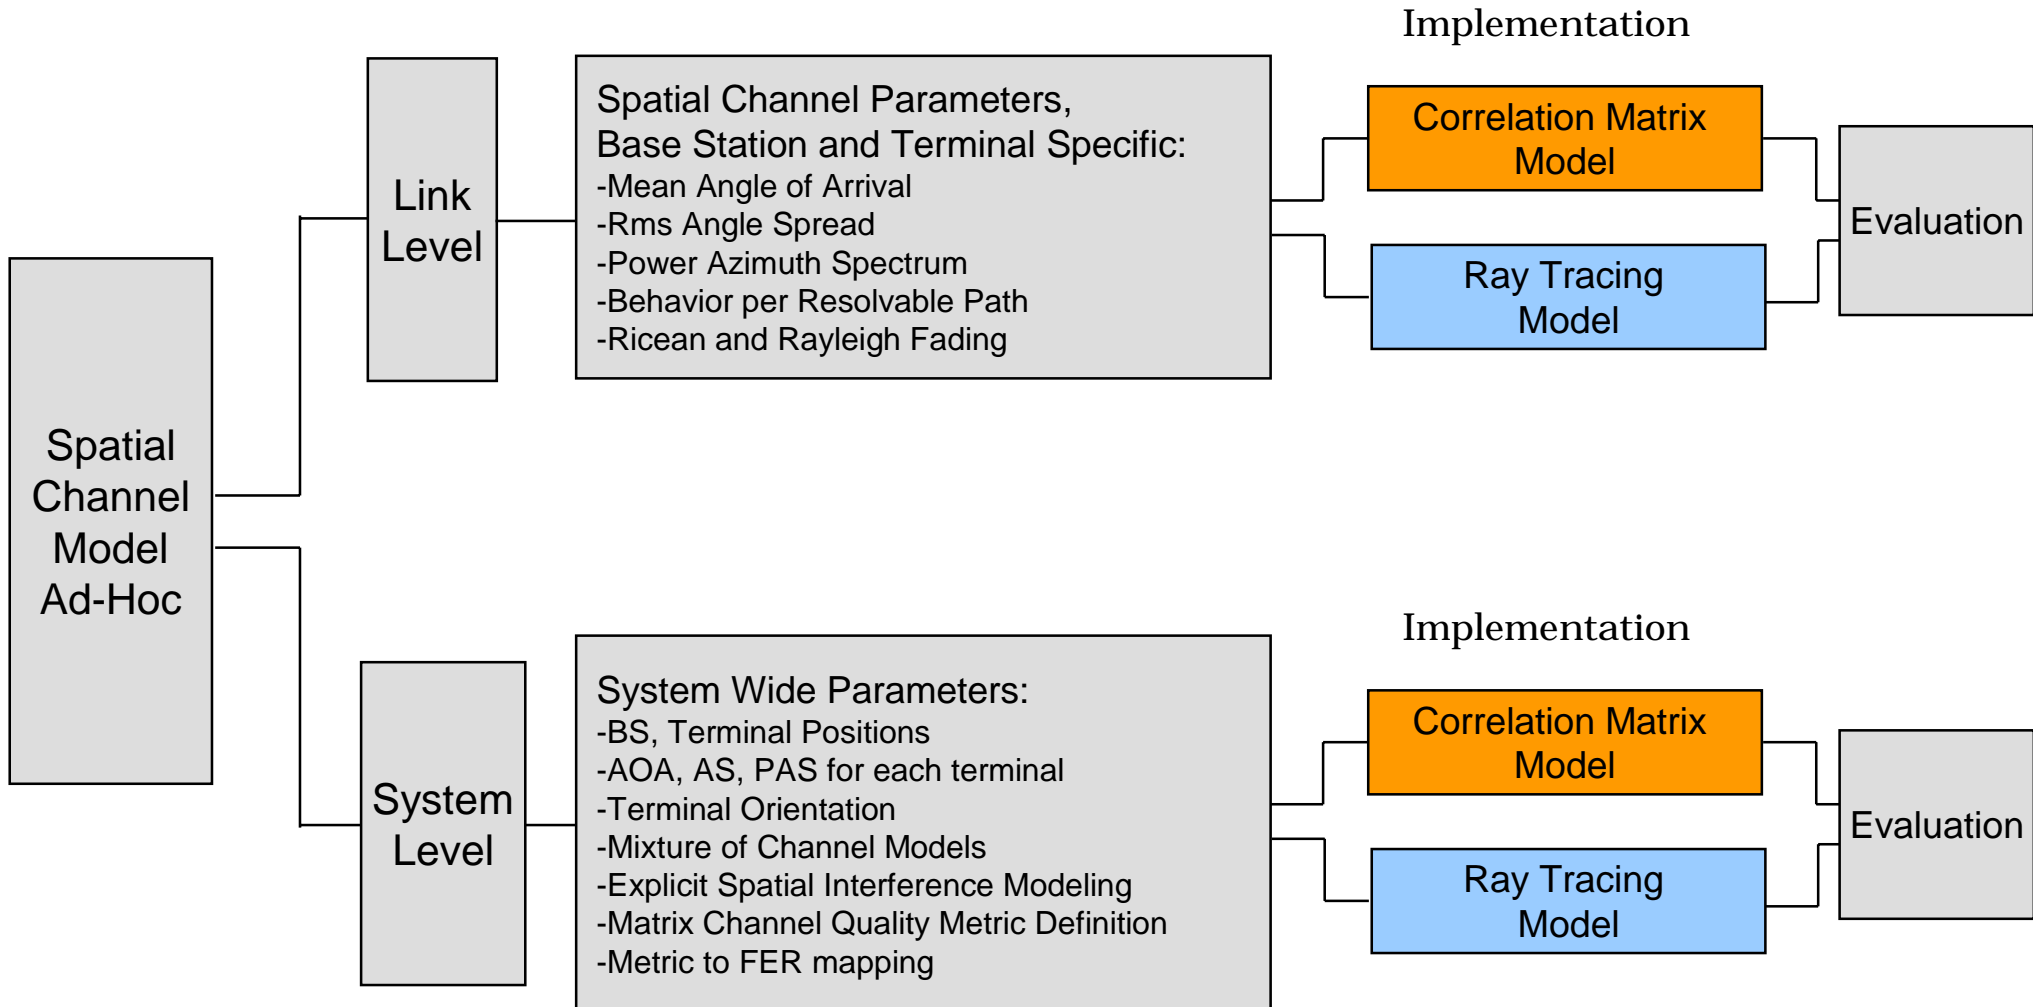 Spatial
Channel
Model
Ad-Hoc
Link
Level
Spatial Channel Parameters,
Base Station and Terminal Specific:
-Mean Angle of Arrival
-Rms Angle Spread
-Power Azimuth Spectrum
-Behavior per Resolvable Path
-Ricean and Rayleigh Fading
Implementation
Correlation Matrix
Model
Ray Tracing
Model
Evaluation
System
Level
System Wide Parameters:
-BS, Terminal Positions
-AOA, AS, PAS for each terminal
-Terminal Orientation
-Mixture of Channel Models
-Explicit Spatial Interference Modeling
-Matrix Channel Quality Metric Definition
-Metric to FER mapping
Implementation
Correlation Matrix
Model
Ray Tracing
Model
Evaluation